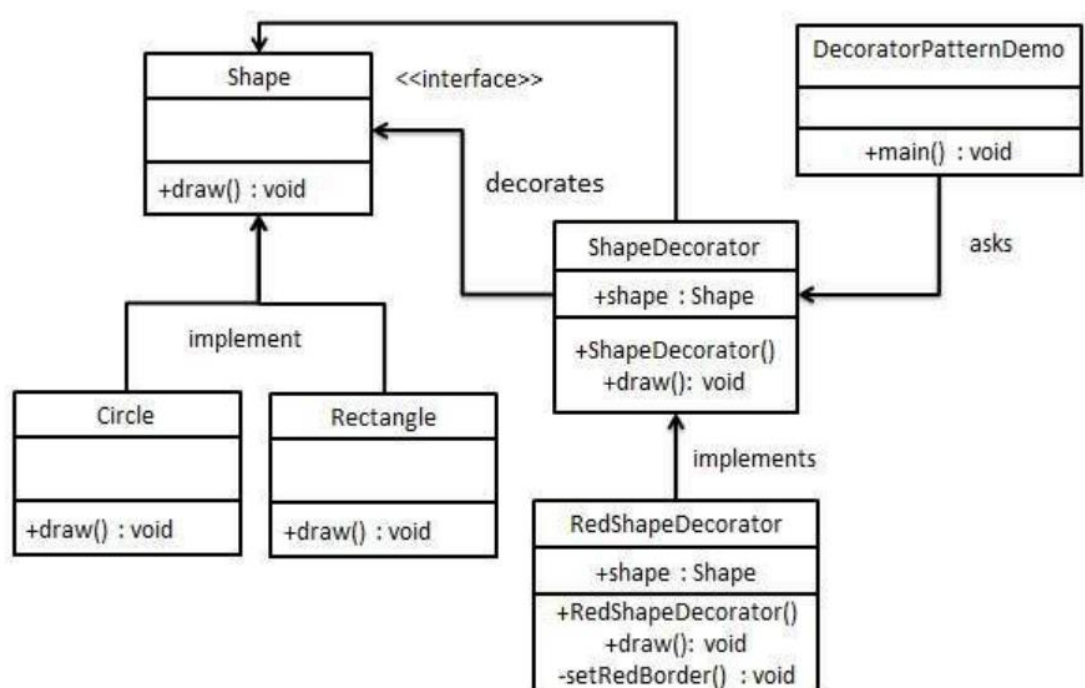 Shape
<<interface>>
+draw() : void
decorates
DecoratorPatternDemo
+main() : void
asks
ShapeDecorator
+shape : Shape
+ShapeDecorator()
+draw(): void
implement
Circle
+draw() : void
Rectangle
+draw() : void
implements
RedShapeDecorator
+shape : Shape
+RedShapeDecorator()
+draw(): void
-setRedBorder() : void